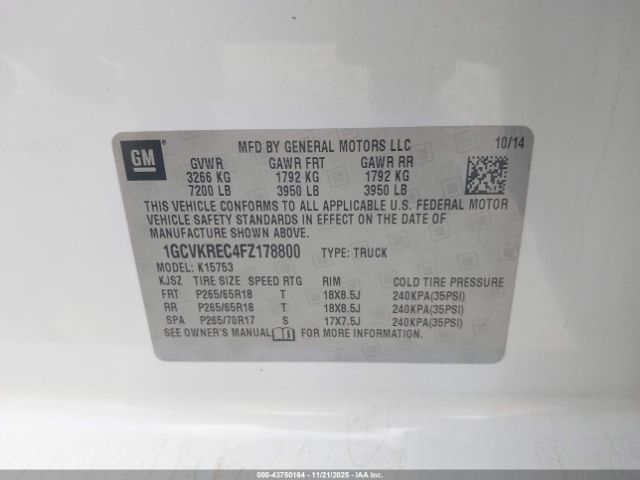 GM
MFD BY GENERAL MOTORS LLC 10/14
GVWR GAWR FRT GAWR RR
3266 KG 1792 KG 1792 KG
7200 LB 3950 LB 3950 LB
THIS VEHICLE CONFORMS TO ALL APPLICABLE U.S. FEDERAL MOTOR
VEHICLE SAFETY STANDARDS IN EFFECT ON THE DATE OF
MANUFACTURE SHOWN ABOVE.
1GCVKREC4FZ178800 TYPE: TRUCK
MODEL: K15753
KJSZ TIRE SIZE SPEED RTG RIM COLD TIRE PRESSURE
FRT P265/65R18 T 18X8.5J 240KPA(35PSI)
RR P265/65R18 T 18X8.5J 240KPA(35PSI)
SPA P265/70R17 S 17X7.5J 240KPA(35PSI)
SEE OWNER'S MANUAL i FOR MORE INFORMATION.
000-43750164 - 11/21/2025 - Copart